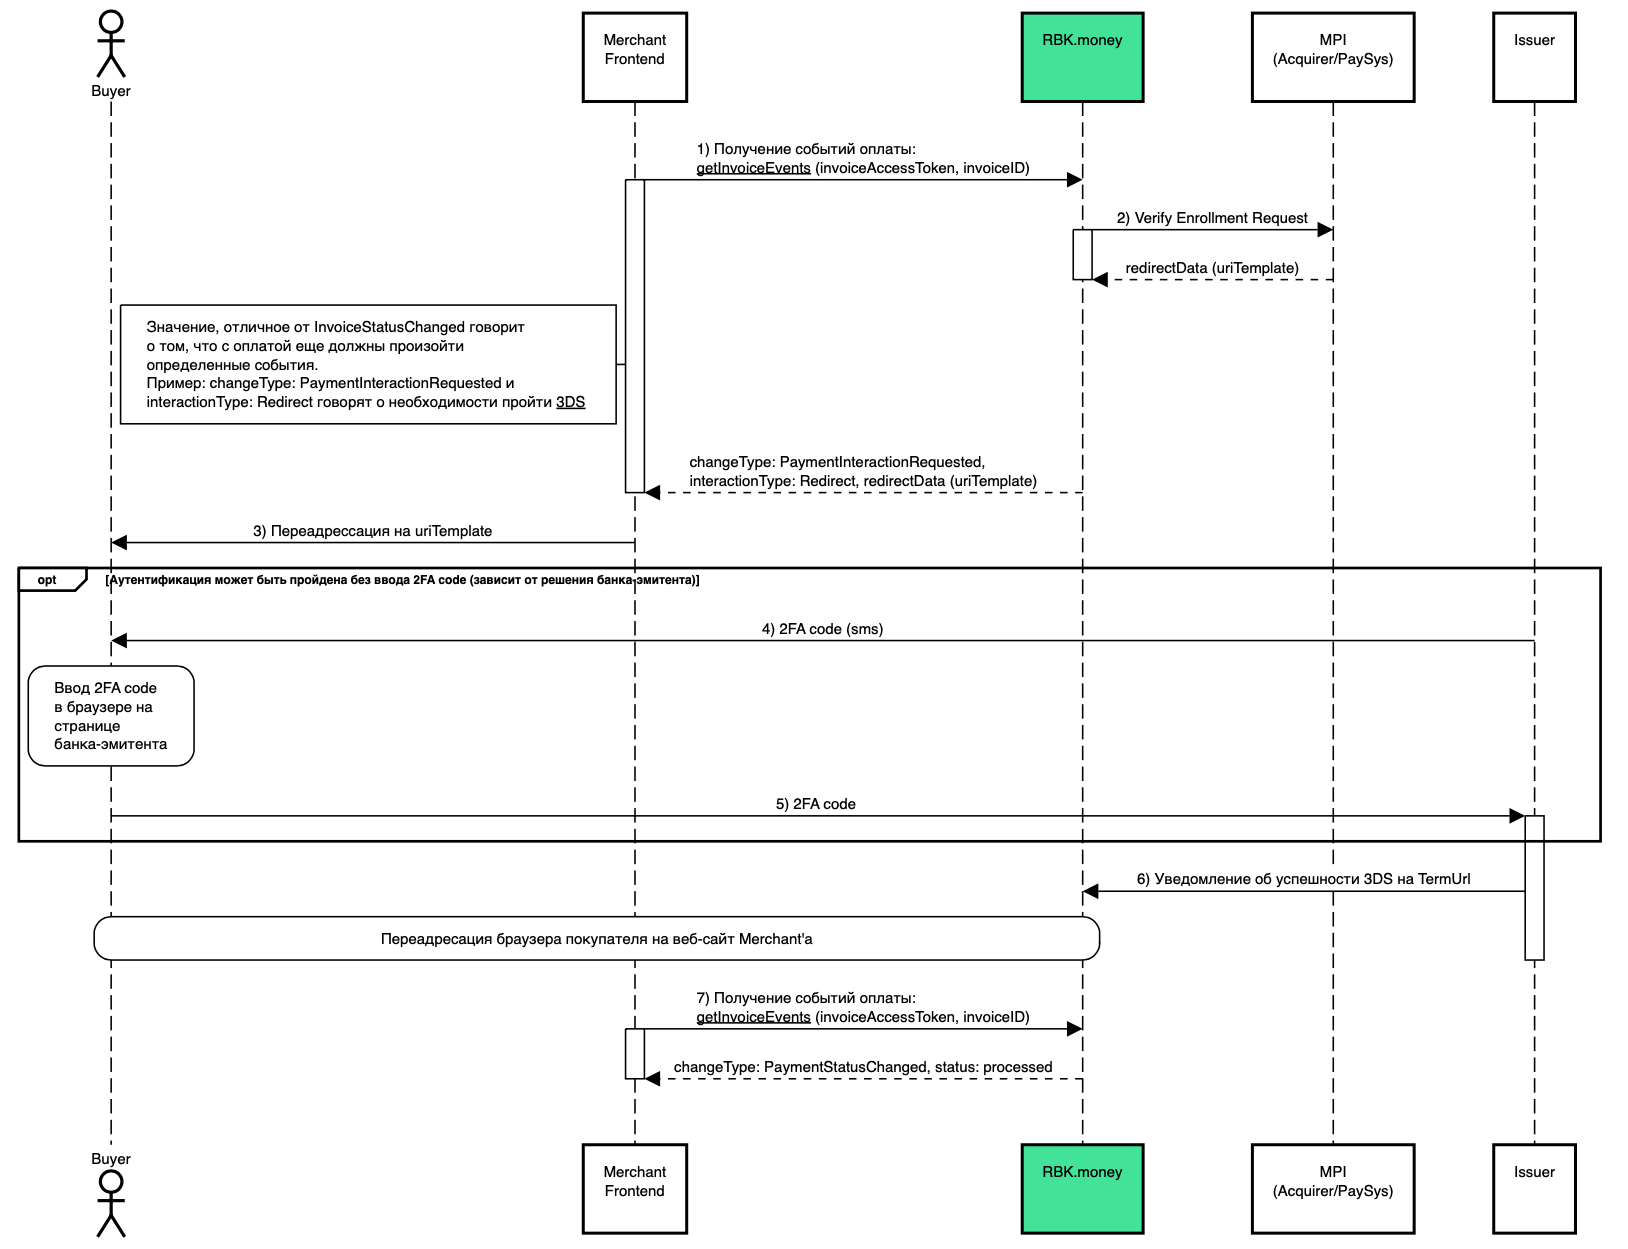 Buyer
Merchant
Frontend
RBK.money
MPI
(Acquirer/PaySys)
Issuer
1) Получение событий оплаты:
getInvoiceEvents (invoiceAccessToken, invoiceID)
2) Verify Enrollment Request
redirectData (uriTemplate)
Значение, отличное от InvoiceStatusChanged говорит
о том, что с оплатой еще должны произойти
определенные события.
Пример: changeType: PaymentInteractionRequested и
interactionType: Redirect говорят о необходимости пройти 3DS
changeType: PaymentInteractionRequested,
interactionType: Redirect, redirectData (uriTemplate)
3) Переадрессация на uriTemplate
opt
[Аутентификация может быть пройдена без ввода 2FA code (зависит от решения банка-эмитента)]
4) 2FA code (sms)
Ввод 2FA code
в браузере на
странице
банка-эмитента
5) 2FA code
6) Уведомление об успешности 3DS на TermUrl
Переадресация браузера покупателя на веб-сайт Merchant'a
7) Получение событий оплаты:
getInvoiceEvents (invoiceAccessToken, invoiceID)
changeType: PaymentStatusChanged, status: processed
Buyer
Merchant
Frontend
RBK.money
MPI
(Acquirer/PaySys)
Issuer